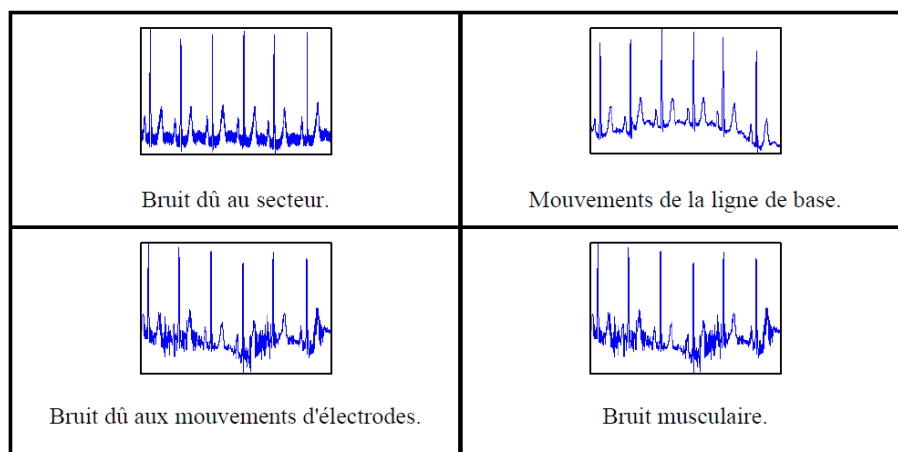 Bruit dû au secteur.
Mouvements de la ligne de base.
Bruit dû aux mouvements d'électrodes.
Bruit musculaire.